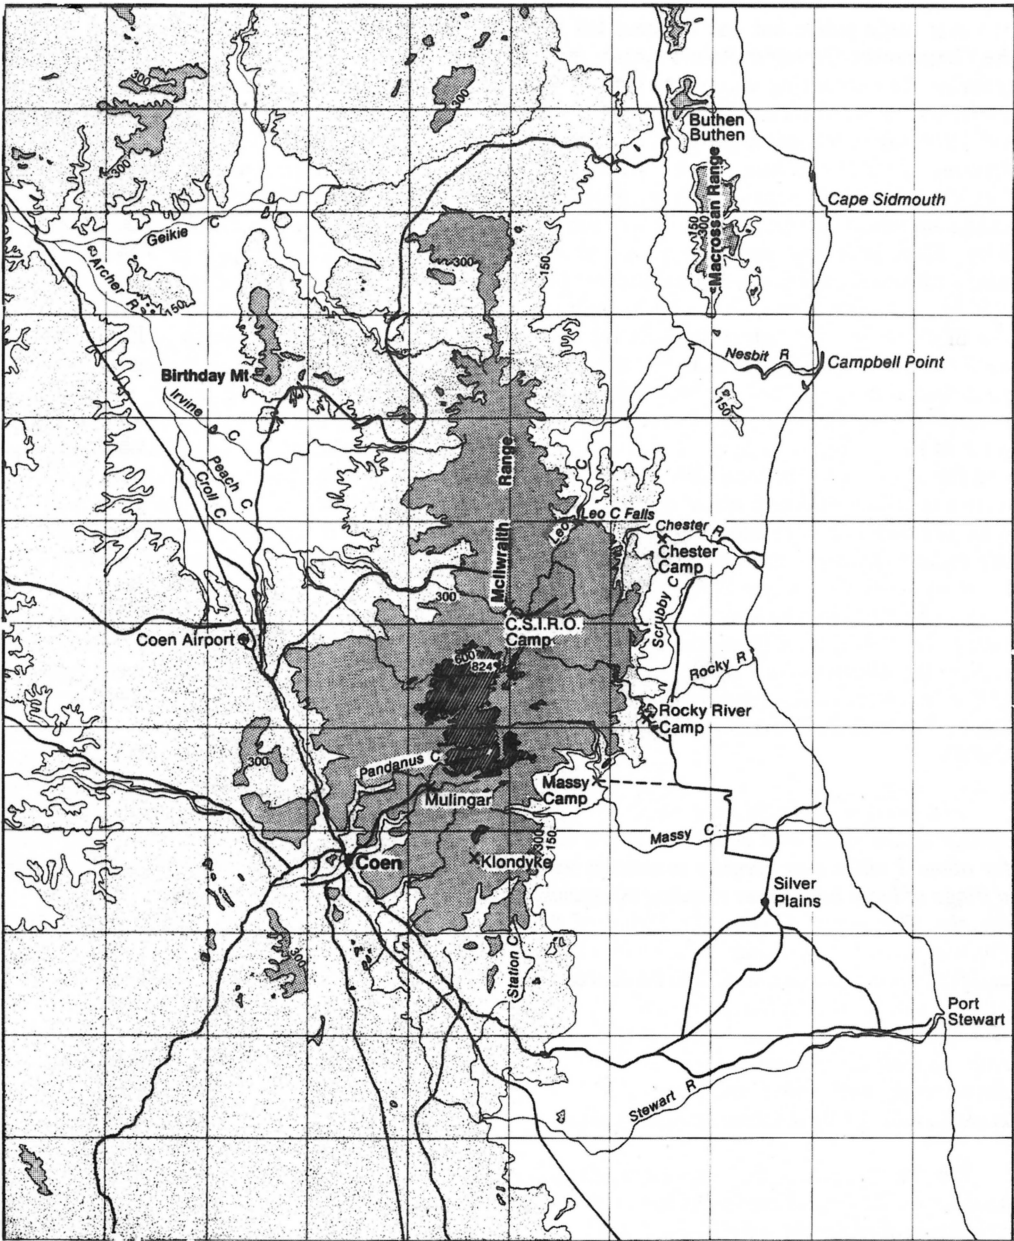 300
300
300
Buthen
Buthen
Macrossan Range
150
300
Cape Sidmouth
Geikie C
Archer R
150
300
150
Nesbit R
Campbell Point
Birthday Mt
150
Irvine C
Peach C
Croll C
McIlwraith Range
Leo C
Leo C Falls
Chester R
Chester
Camp
300
Scrubby C
C.S.I.R.O.
Camp
Coen Airport
600
824
Rocky R
Rocky River
Camp
300
Pandanus C
Mulingar
Massy
Camp
Massy C
300
150
Coen
Klondyke
Silver
Plains
300
Station C
Port
Stewart
Stewart R